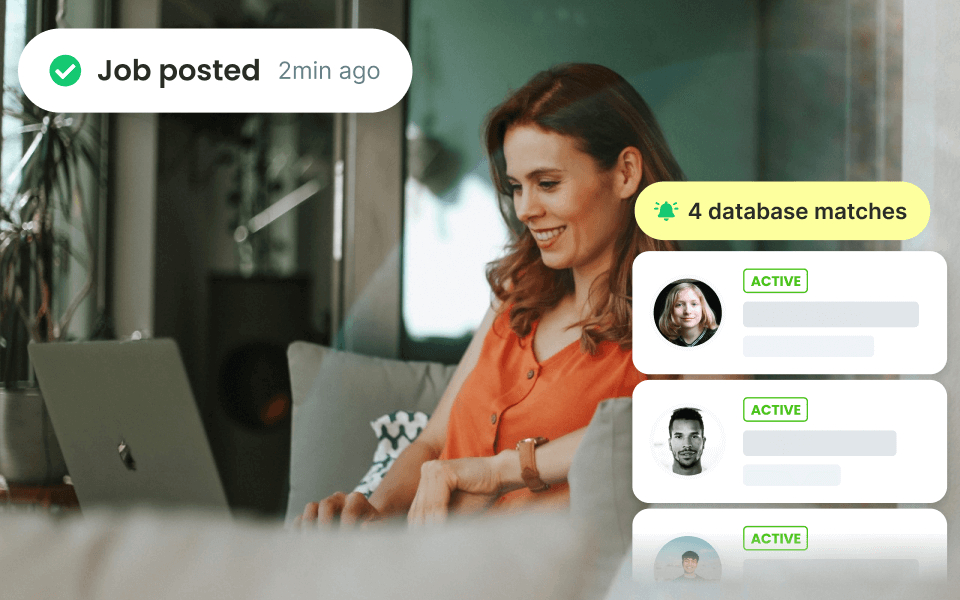 Job posted 2min ago
4 database matches
ACTIVE
ACTIVE
ACTIVE